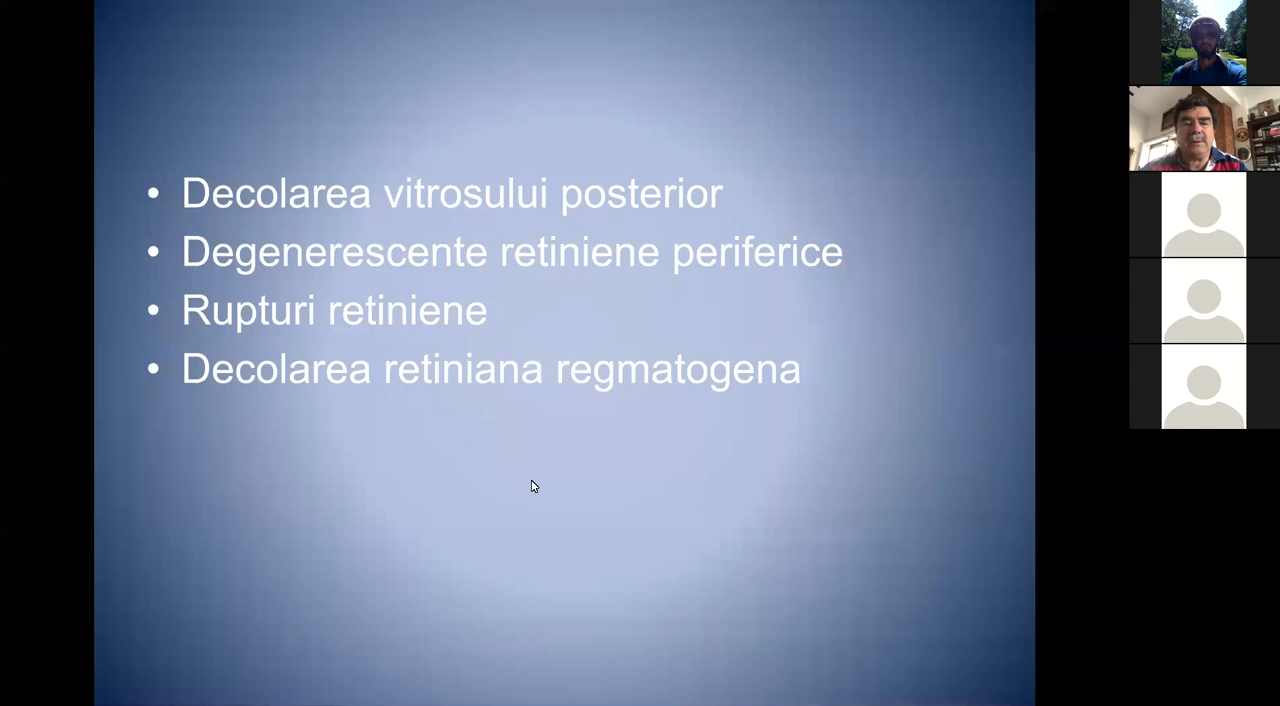 • Decolarea vitrosului posterior
• Degenerescente retiniene periferice
• Rupturi retiniene
• Decolarea retiniana regmatogena